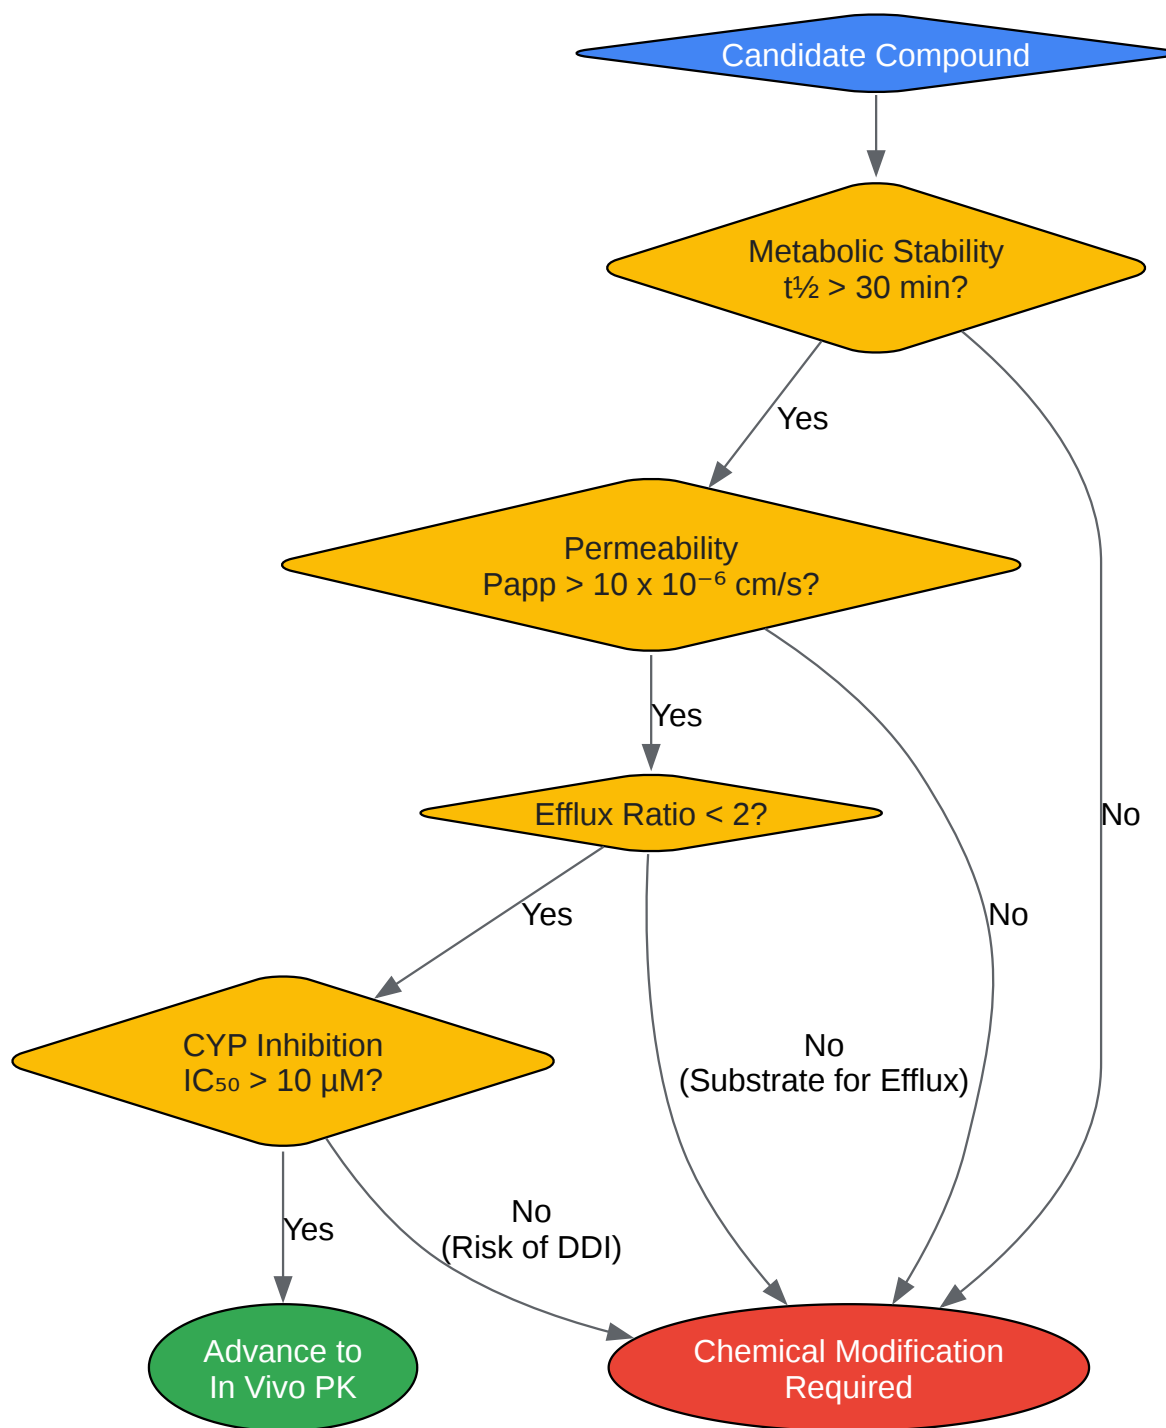 Candidate Compound
Metabolic Stability
t½ > 30 min?
Yes
Permeability
Papp > 10 x 10⁻⁶ cm/s?
Yes
Efflux Ratio < 2?
No
Yes
No
CYP Inhibition
IC₅₀ > 10 µM?
No
(Substrate for Efflux)
Yes
No
(Risk of DDI)
Advance to
In Vivo PK
Chemical Modification
Required